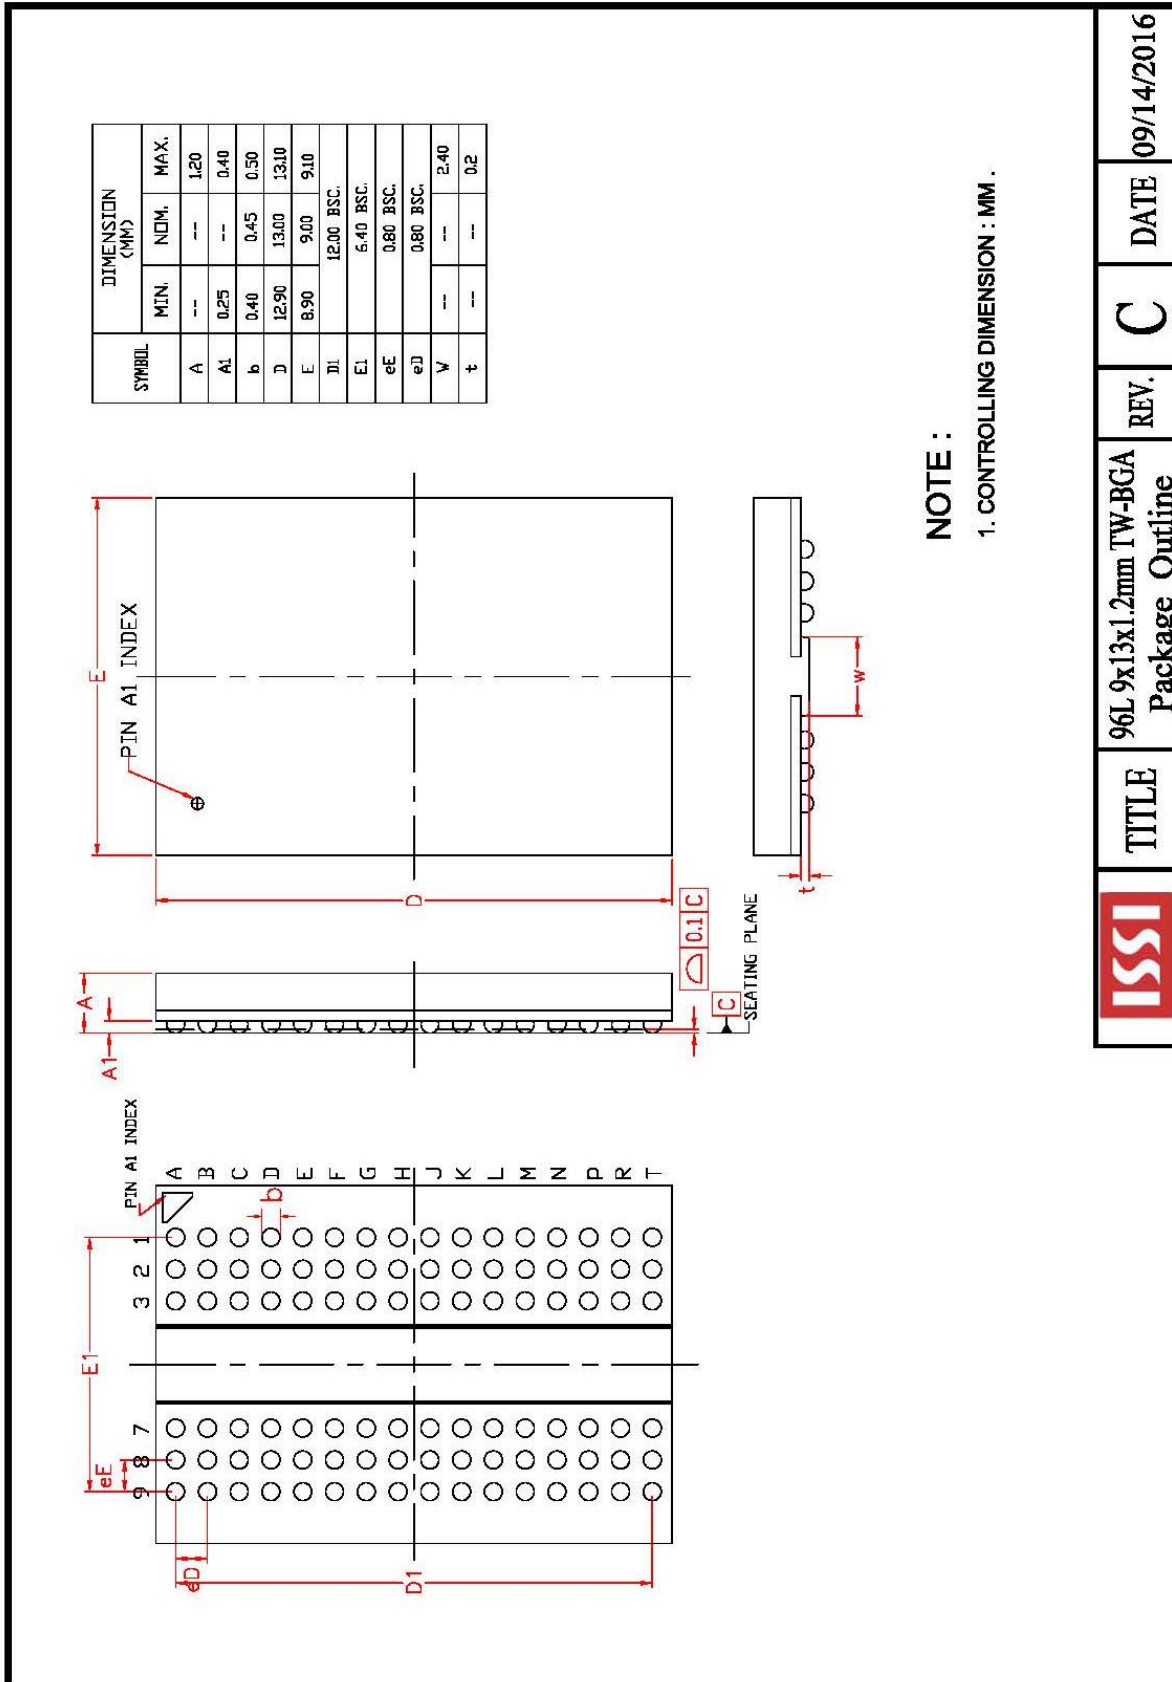 SYMBOL DIMENSION
(MM)
MIN. NOM. MAX.
A -- -- 1.20
A1 0.25 -- 0.40
b 0.40 0.45 0.50
D 12.90 13.00 13.10
E 8.90 9.00 9.10
D1 12.00 BSC.
E1 6.40 BSC.
eE 0.80 BSC.
eD 0.80 BSC.
W -- -- 2.40
t -- -- 0.2
E
PIN A1 INDEX
D
A
A1
0.1 C
C
SEATING PLANE
w
t
PIN A1 INDEX
E1
eE
9 8 7 3 2 1
A
B
C
D
E
F
G
H
J
K
L
M
N
P
R
T
b
eD
D1
NOTE :
1. CONTROLLING DIMENSION : MM .
ISSI
TITLE
96L 9x13x1.2mm TW-BGA
Package Outline
REV.
C
DATE
09/14/2016